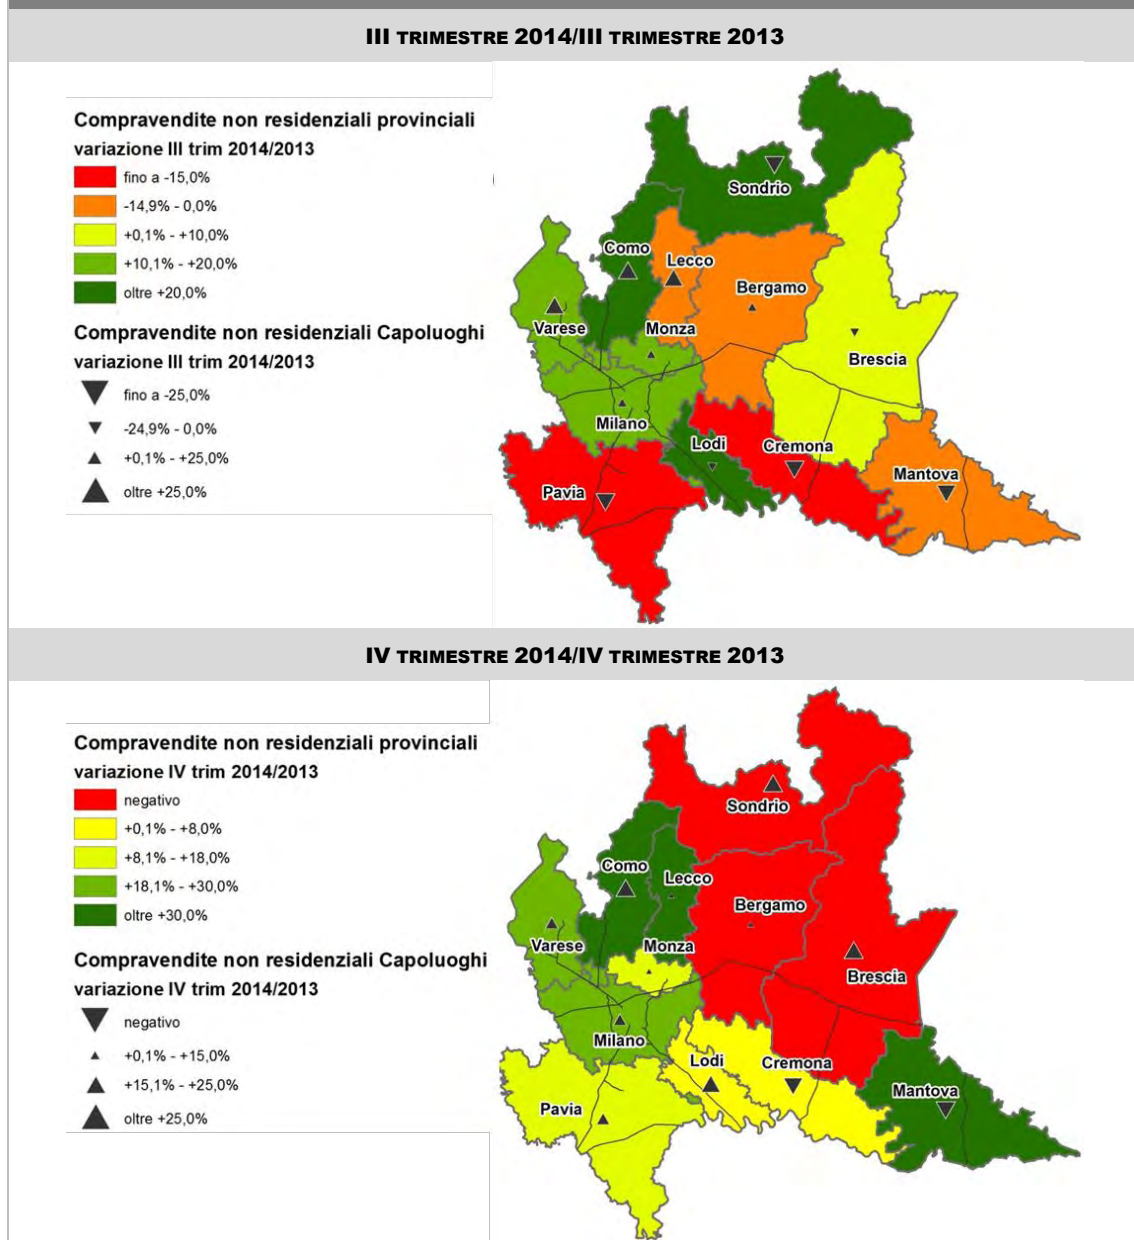 III TRIMESTRE 2014/III TRIMESTRE 2013
Compravendite non residenziali provinciali
variazione III trim 2014/2013
fino a -15,0%
-14,9% - 0,0%
+0,1% - +10,0%
+10,1% - +20,0%
oltre +20,0%
Compravendite non residenziali Capoluoghi
variazione III trim 2014/2013
fino a -25,0%
-24,9% - 0,0%
+0,1% - +25,0%
oltre +25,0%
Sondrio
Como
Lecco
Bergamo
Varese
Monza
Brescia
Milano
Lodi
Cremona
Mantova
Pavia
IV TRIMESTRE 2014/IV TRIMESTRE 2013
Compravendite non residenziali provinciali
variazione IV trim 2014/2013
negativo
+0,1% - +8,0%
+8,1% - +18,0%
+18,1% - +30,0%
oltre +30,0%
Compravendite non residenziali Capoluoghi
variazione IV trim 2014/2013
negativo
+0,1% - +15,0%
+15,1% - +25,0%
oltre +25,0%
Sondrio
Como
Lecco
Bergamo
Varese
Monza
Brescia
Milano
Lodi
Cremona
Mantova
Pavia